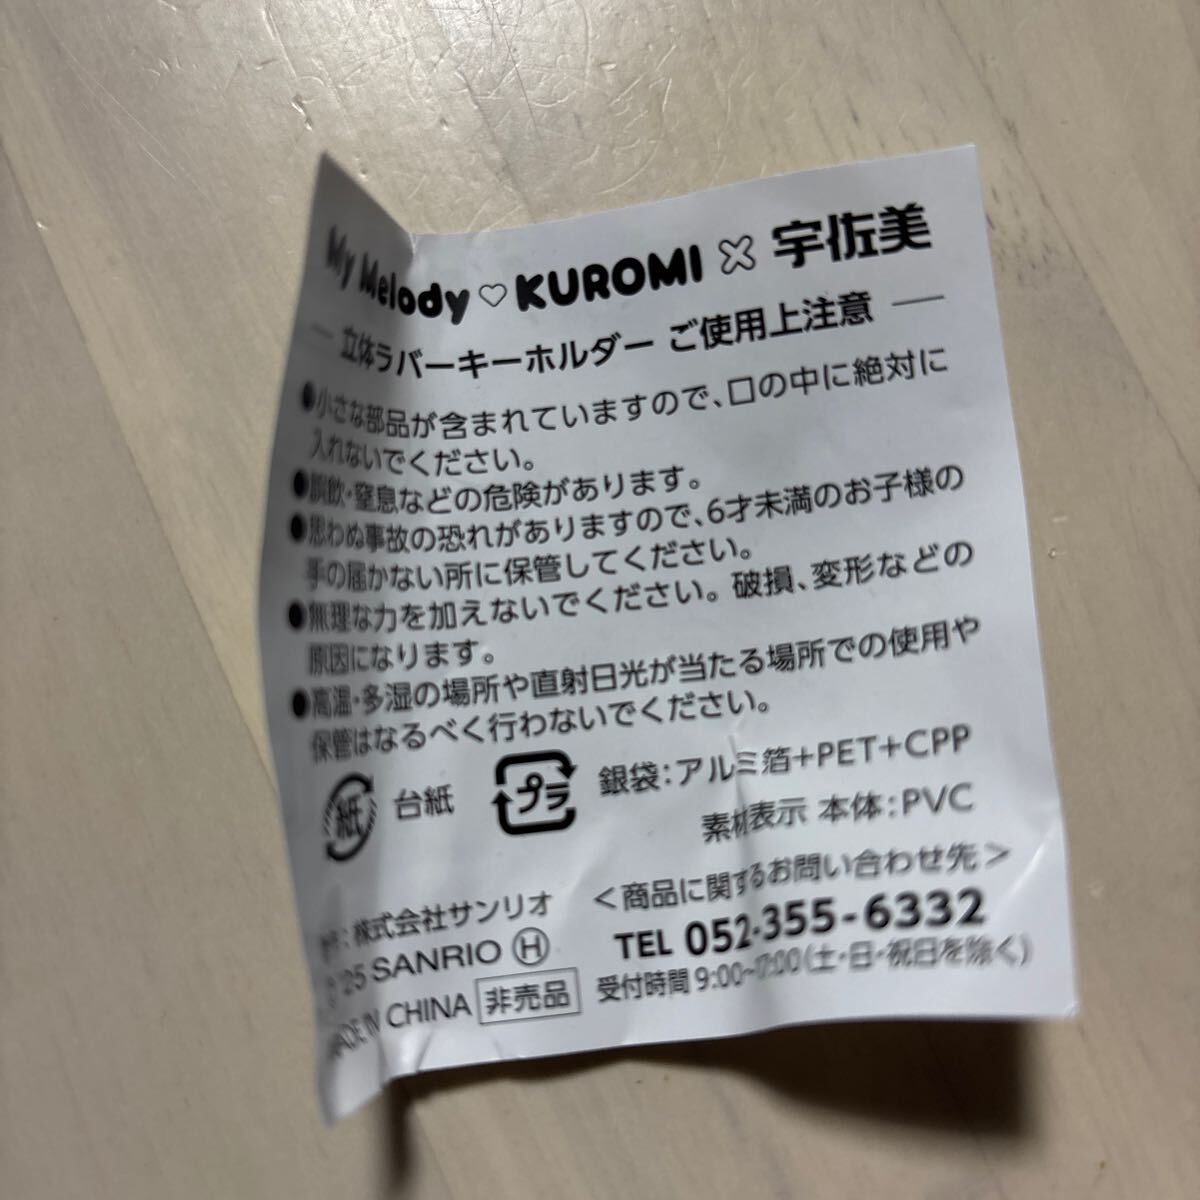 My Melody♡KUROMI × 宇佐美
― 立体ラバーキーホルダー ご使用上注意 ―
●小さな部品が含まれていますので、口の中に絶対に
入れないでください。
●誤飲・窒息などの危険があります。
●思わぬ事故の恐れがありますので、6才未満のお子様の
手の届かない所に保管してください。
●無理な力を加えないでください。破損、変形などの
原因になります。
●高温・多湿の場所や直射日光が当たる場所での使用や
保管はなるべく行わないでください。
紙 台紙
プラ 銀袋:アルミ箔+PET+CPP
素材表示 本体:PVC
<商品に関するお問い合わせ先>
TEL 052-355-6332
受付時間 9:00~17:00(土・日・祝日を除く)
:株式会社サンリオ
'25 SANRIO Ⓗ
MADE IN CHINA 非売品